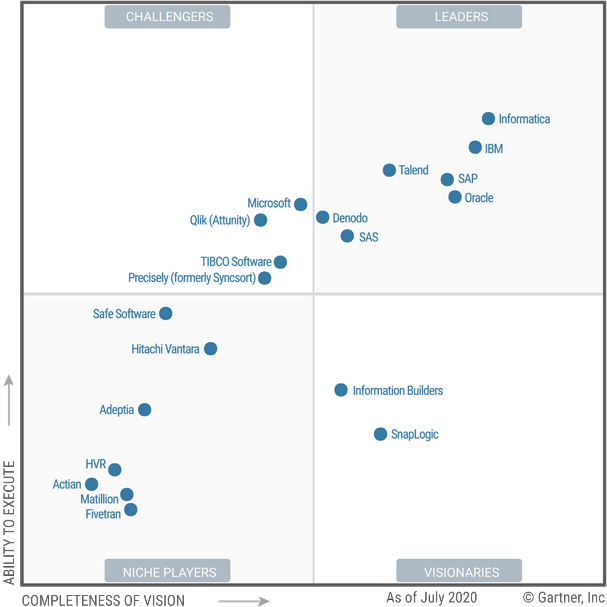 CHALLENGERS
LEADERS
Informatica
IBM
Talend
SAP
Oracle
Microsoft
Denodo
Qlik (Attunity)
SAS
TIBCO Software
Precisely (formerly Syncsort)
Safe Software
Hitachi Vantara
Information Builders
Adeptia
SnapLogic
HVR
Actian
Matillion
Fivetran
NICHE PLAYERS
VISIONARIES
ABILITY TO EXECUTE
COMPLETENESS OF VISION
As of July 2020
© Gartner, Inc